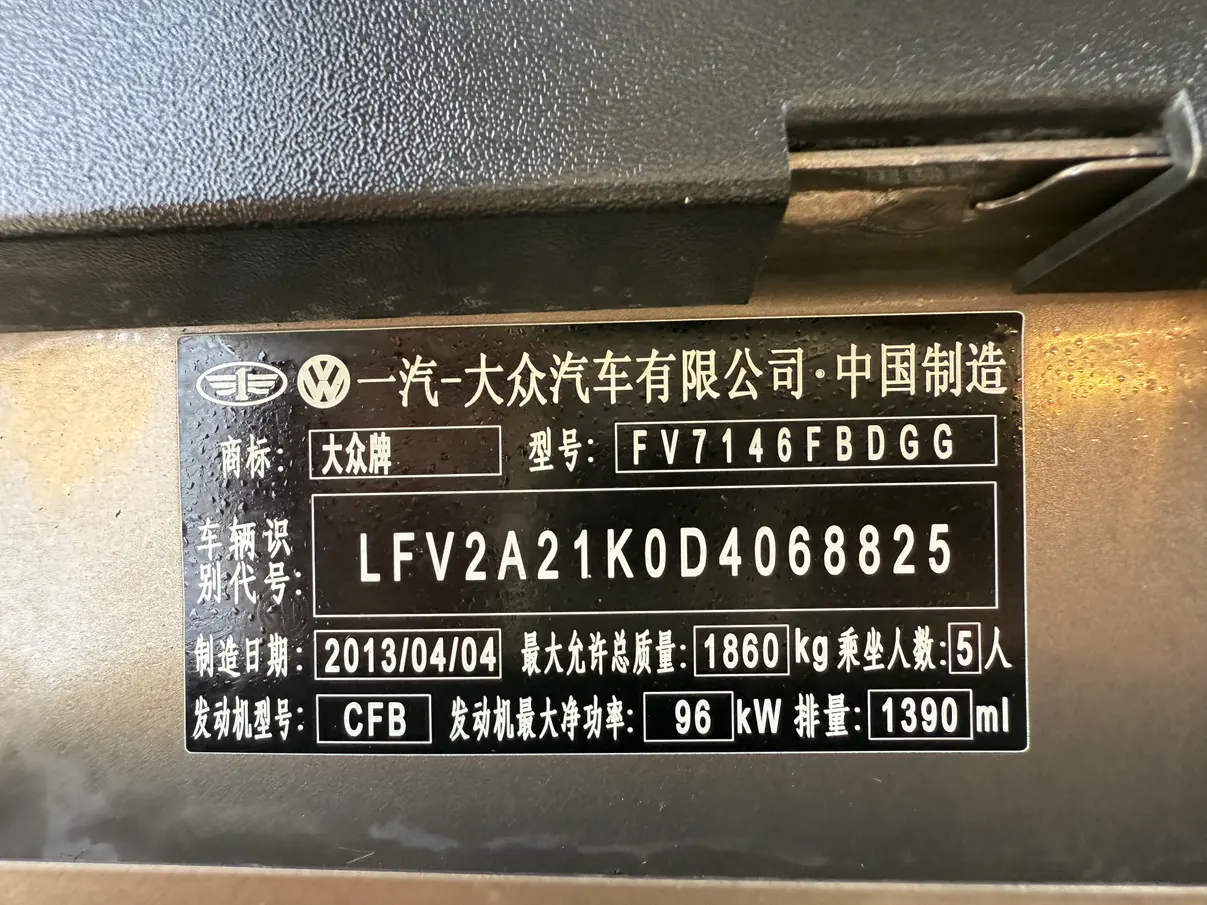 一汽-大众汽车有限公司·中国制造
商标: 大众牌 型号: FV7146FBDGG
车辆识别代号: LFV2A21K0D4068825
制造日期: 2013/04/04 最大允许总质量: 1860 kg 乘坐人数: 5 人
发动机型号: CFB 发动机最大净功率: 96 kW 排量: 1390 ml